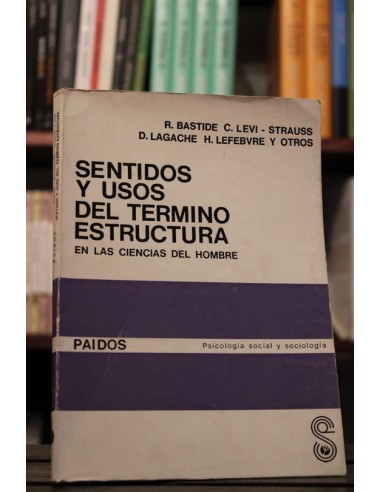 R. BASTIDE C. LEVI - STRAUSS
D. LAGACHE H. LEFEBVRE Y OTROS
SENTIDOS
Y USOS
DEL TERMINO
ESTRUCTURA
EN LAS CIENCIAS DEL HOMBRE
PAIDOS
Psicología social y sociología